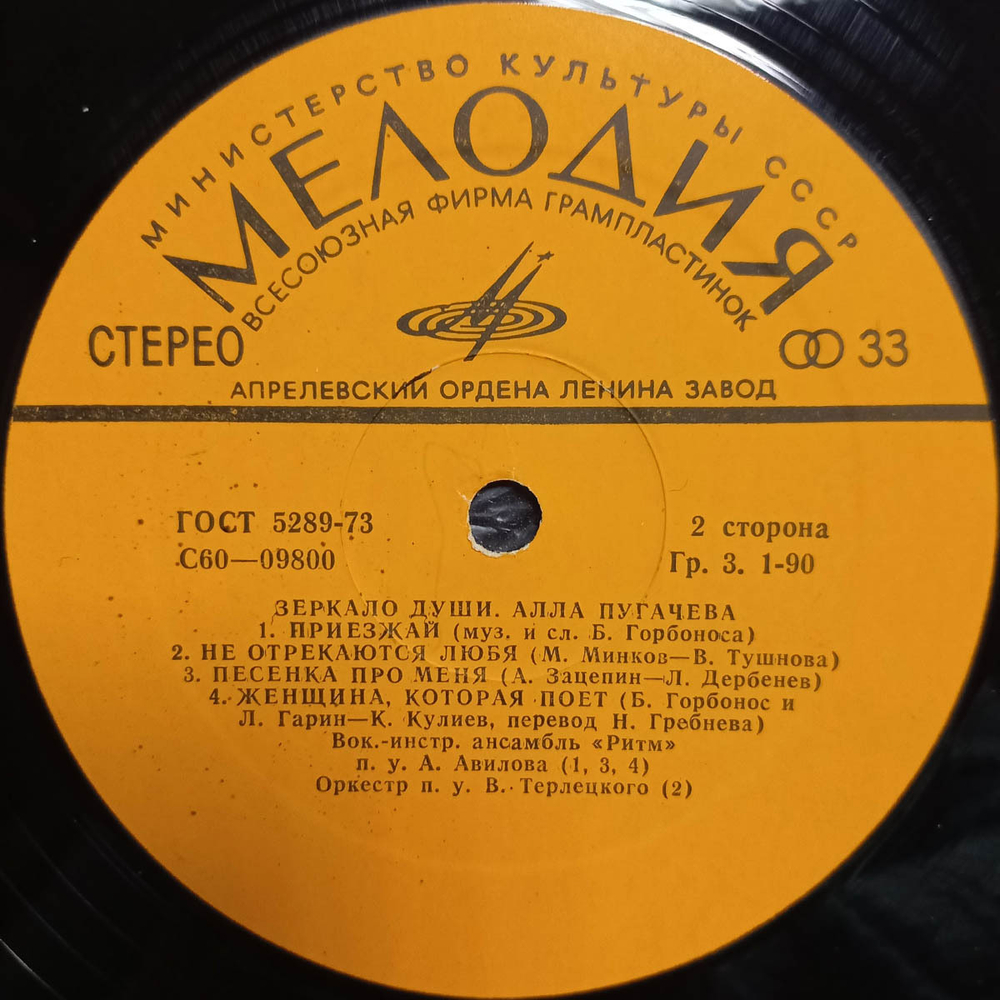 МИНИСТЕРСТВО КУЛЬТУРЫ СССР
МЕЛОДИЯ
ВСЕСОЮЗНАЯ ФИРМА ГРАМПЛАСТИНОК
СТЕРЕО
33
АПРЕЛЕВСКИЙ ОРДЕНА ЛЕНИНА ЗАВОД
ГОСТ 5289-73
2 сторона
С60—09800
Гр. 3. 1-90
ЗЕРКАЛО ДУШИ. АЛЛА ПУГАЧЕВА
1. ПРИЕЗЖАЙ (муз. и сл. Б. Горбоноса)
2. НЕ ОТРЕКАЮТСЯ ЛЮБЯ (М. Минков—В. Тушнова)
3. ПЕСЕНКА ПРО МЕНЯ (А. Зацепин—Л. Дербенев)
4. ЖЕНЩИНА, КОТОРАЯ ПОЕТ (Б. Горбонос и
Л. Гарин—К. Кулиев, перевод Н. Гребнева)
Вок.-инстр. ансамбль «Ритм»
п. у. А. Авилова (1, 3, 4)
Оркестр п. у. В. Терлецкого (2)